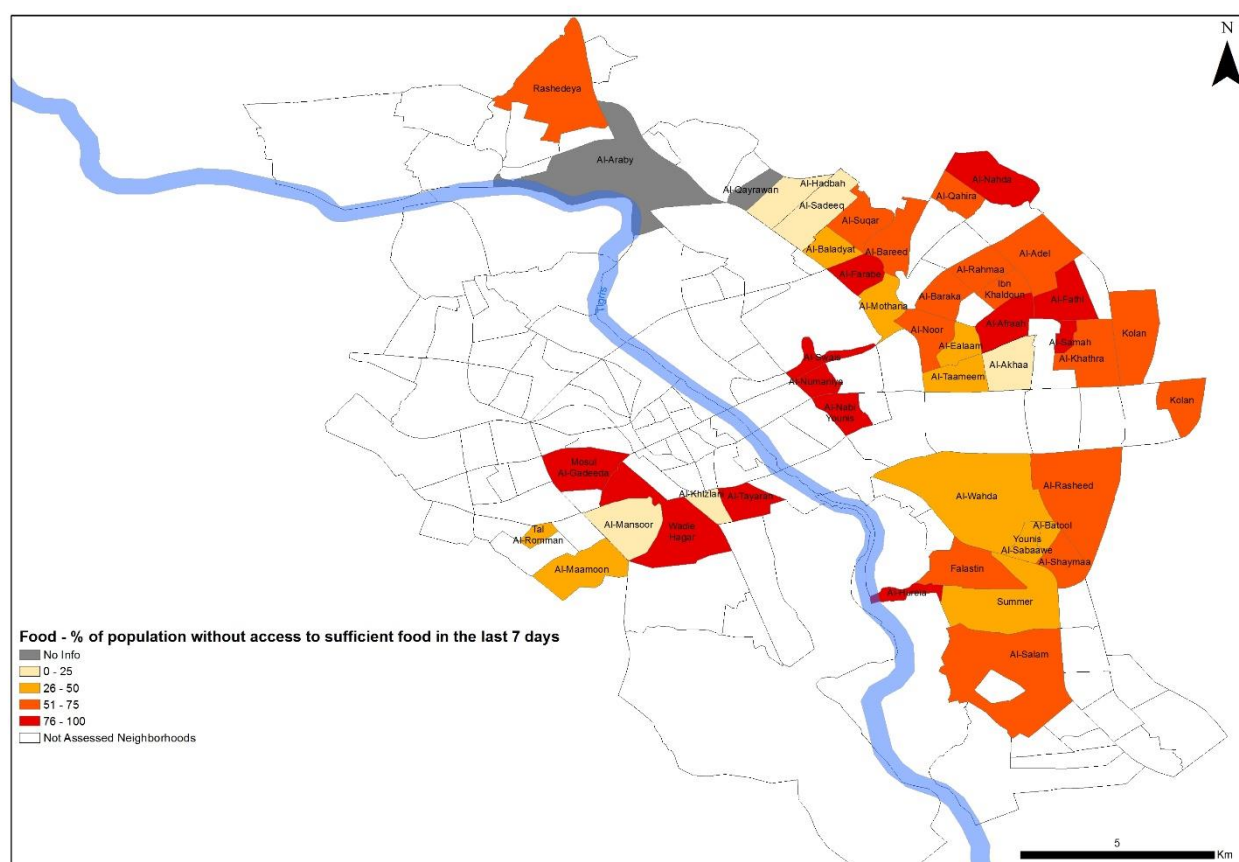 N
Rashedeya
Al-Araby
Al-Qayrawan
Al-Hadbah
Al-Sadeeq
Al-Nahda
Al-Qahira
Al-Suqar
Al-Baladyat
Al-Bareed
Al-Adel
Al-Rahmaa
Al-Farabe
Ibn
Khaldoun
Al-Baraka
Al-Fathi
Al-Mothana
Al-Afraah
Al-Noor
Kolan
Al-Samah
Al-Ealaam
Al-Khathra
Al-Akhaa
Al-Taameem
Tigris
Al-Numaniya
Al-Nabi
Younis
Kolan
Mosul
Al-Gadeeda
Al-Khizlani
Al-Tayaran
Al-Rasheed
Al-Wahda
Al-Mansoor
Wadie
Hagar
Al-Batool
Tal
Al-Romman
Younis
Al-Sabaawe
Al-Shaymaa
Al-Maamoon
Falastin
Summer
Al-Salam
Food - % of population without access to sufficient food in the last 7 days
No Info
0 - 25
26 - 50
51 - 75
76 - 100
Not Assessed Neighborhoods
5
Km